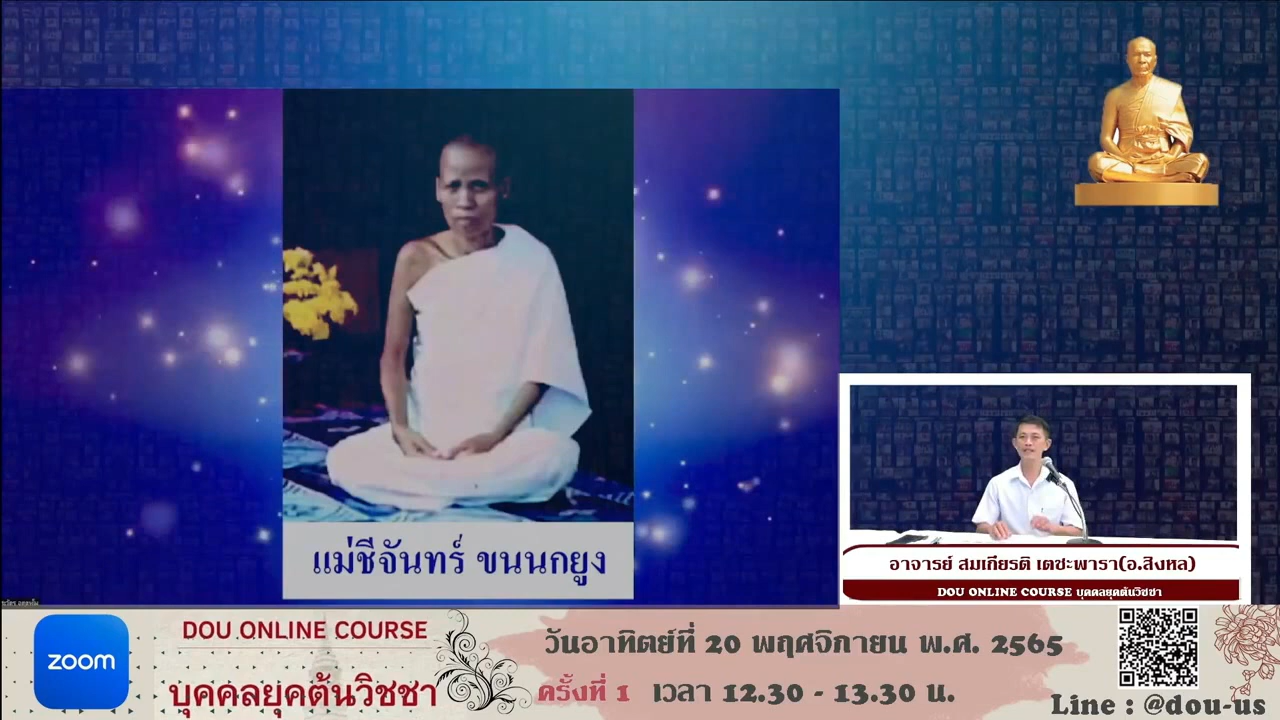 แม่ชีจันทร์ ขนนกยูง
อาจารย์ สมเกียรติ เตชะพารา(อ.สิงหล)
DOU ONLINE COURSE บุคคลยุคต้นวิชชา
zoom
DOU ONLINE COURSE
บุคคลยุคต้นวิชชา
วันอาทิตย์ที่ 20 พฤศจิกายน พ.ศ. 2565
ครั้งที่ 1 เวลา 12.30 - 13.30 น.
Line : @dou-us